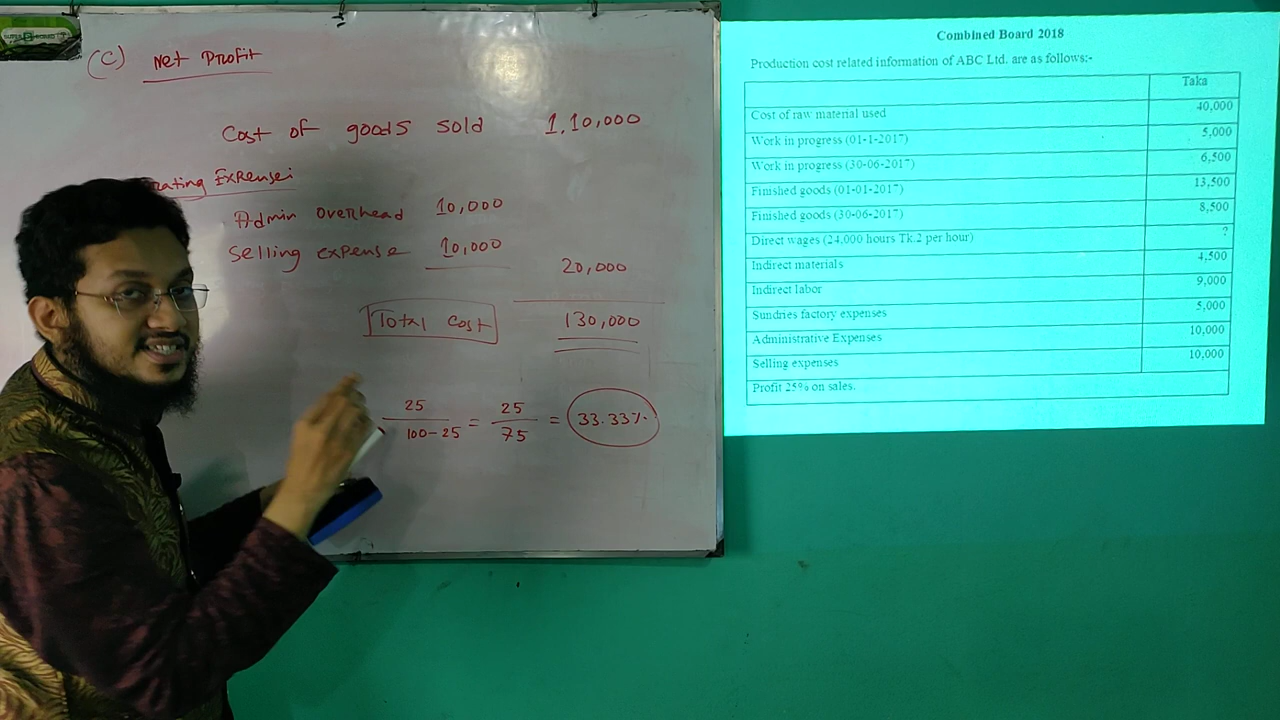 (C) Net Profit
Cost of goods sold 1,10,000
rating Expense:
Admin overhead 10,000
Selling expense 10,000
20,000
Total Cost 130,000
25 / 100-25 = 25 / 75 = 33.33%
Combined Board 2018
Production cost related information of ABC Ltd. are as follows:-
Taka
Cost of raw material used 40,000
Work in progress (01-1-2017) 5,000
Work in progress (30-06-2017) 6,500
Finished goods (01-01-2017) 13,500
Finished goods (30-06-2017) 8,500
Direct wages (24,000 hours Tk.2 per hour) ?
Indirect materials 4,500
Indirect labor 9,000
Sundries factory expenses 5,000
Administrative Expenses 10,000
Selling expenses 10,000
Profit 25% on sales.